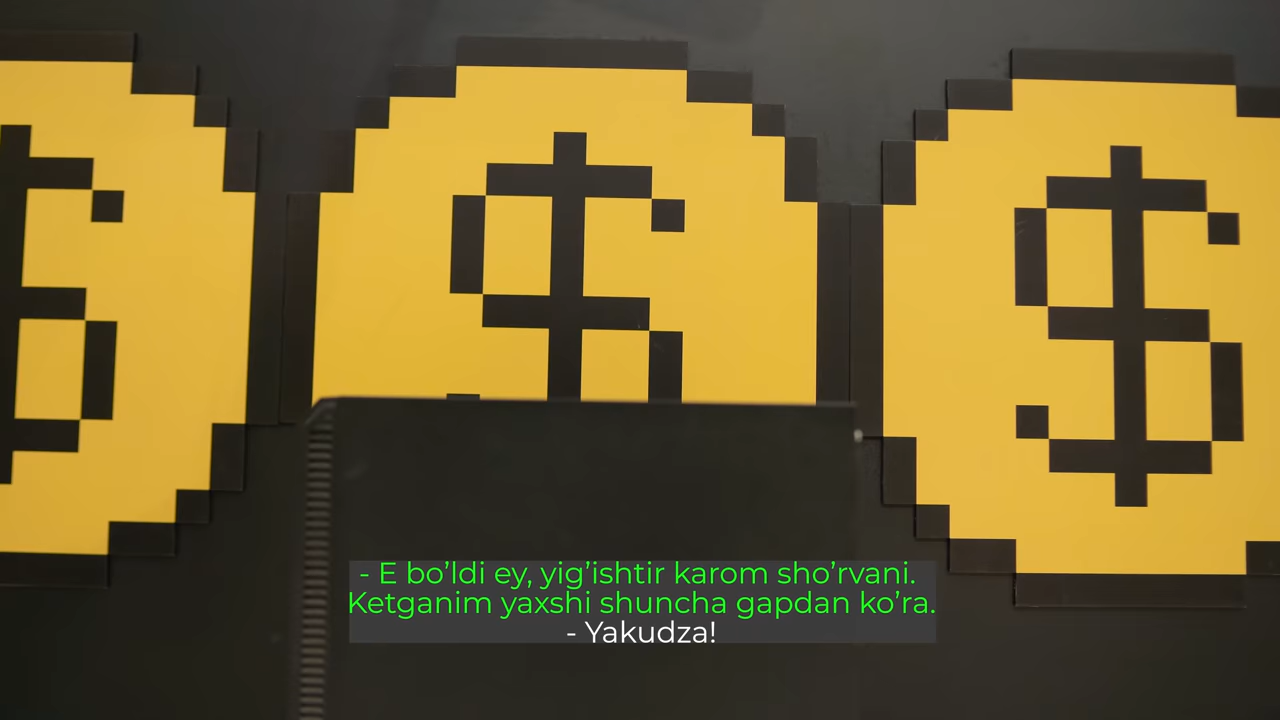 - E bo’ldi ey, yig’ishtir karom sho’rvani.
Ketganim yaxshi shuncha gapdan ko’ra.
- Yakudza!